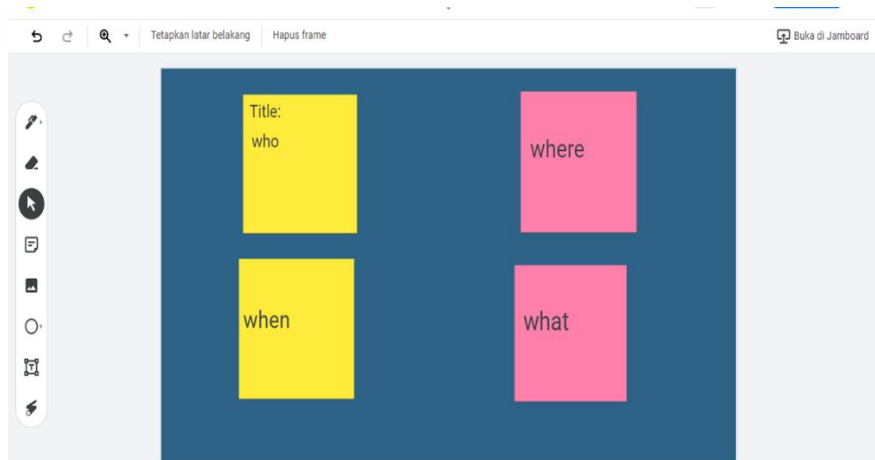 Tetapkan latar belakang
Hapus frame
Buka di Jamboard
Title:
who
where
when
what